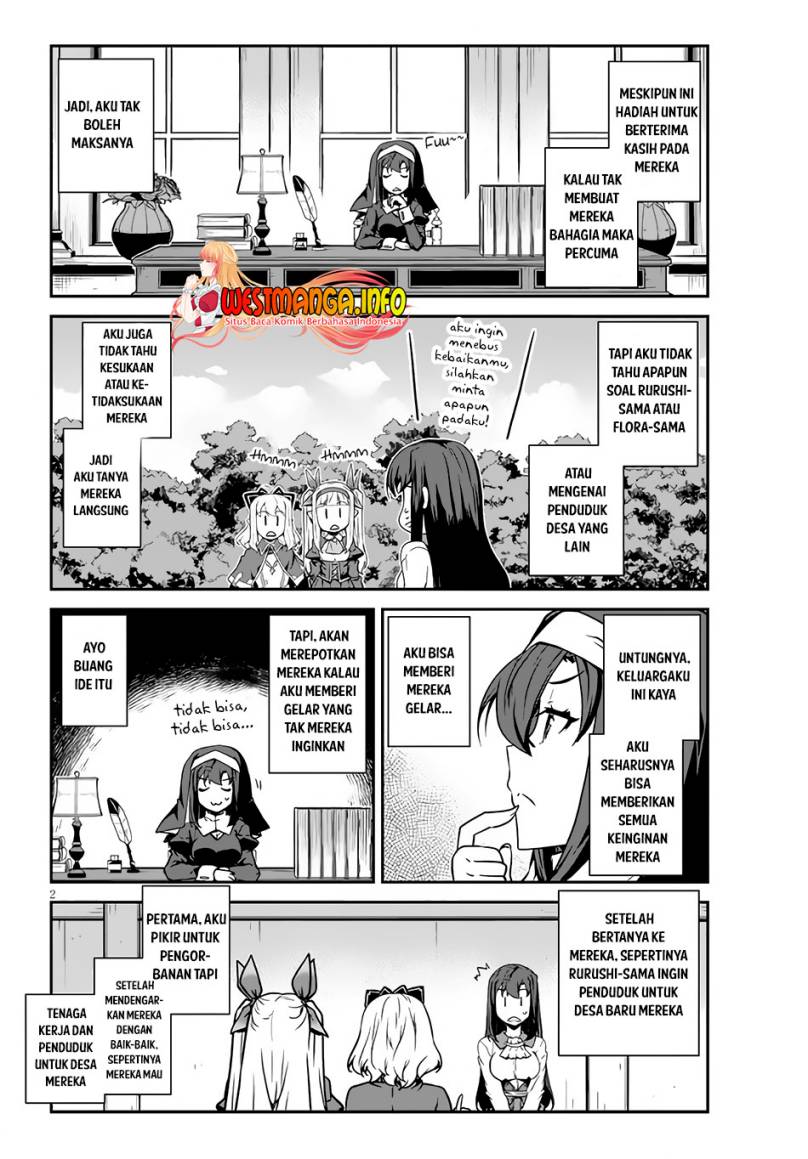 MESKIPUN INI
HADIAH UNTUK
BERTERIMA
KASIH PADA
MEREKA
KALAU TAK
MEMBUAT
MEREKA
BAHAGIA MAKA
PERCUMA
Fuu~~
JADI, AKU TAK
BOLEH
MAKSANYA
WESTMANGA.INFO
Situs Baca Komik Berbahasa Indonesia
TAPI AKU TIDAK
TAHU APAPUN
SOAL RURUSHI-
SAMA ATAU
FLORA-SAMA
ATAU
MENGENAI
PENDUDUK
DESA YANG
LAIN
aku ingin
menebus
kebaikanmu,
silahkan
minta
apapun
padaku!
Hmmm
Hmmm
AKU JUGA
TIDAK TAHU
KESUKAAN
ATAU KE-
TIDAKSUKAAN
MEREKA
JADI
AKU TANYA
MEREKA
LANGSUNG
UNTUNGNYA,
KELUARGAKU
INI KAYA
AKU
SEHARUSNYA
BISA
MEMBERIKAN
SEMUA
KEINGINAN
MEREKA
AKU BISA
MEMBERI
MEREKA
GELAR...
TAPI, AKAN
MEREPOTKAN
MEREKA KALAU
AKU MEMBERI
GELAR YANG
TAK MEREKA
INGINKAN
tidak bisa,
tidak bisa...
AYO
BUANG
IDE ITU
2
SETELAH
BERTANYA KE
MEREKA, SEPERTINYA
RURUSHI-SAMA INGIN
PENDUDUK UNTUK
DESA BARU MEREKA
PERTAMA, AKU
PIKIR UNTUK
PENGOR-
BANAN TAPI
SETELAH
MENDENGAR-
KAN MEREKA
DENGAN
BAIK-BAIK.
SEPERTINYA
MEREKA MAU
TENAGA
KERJA DAN
PENDUDUK
UNTUK DESA
MEREKA